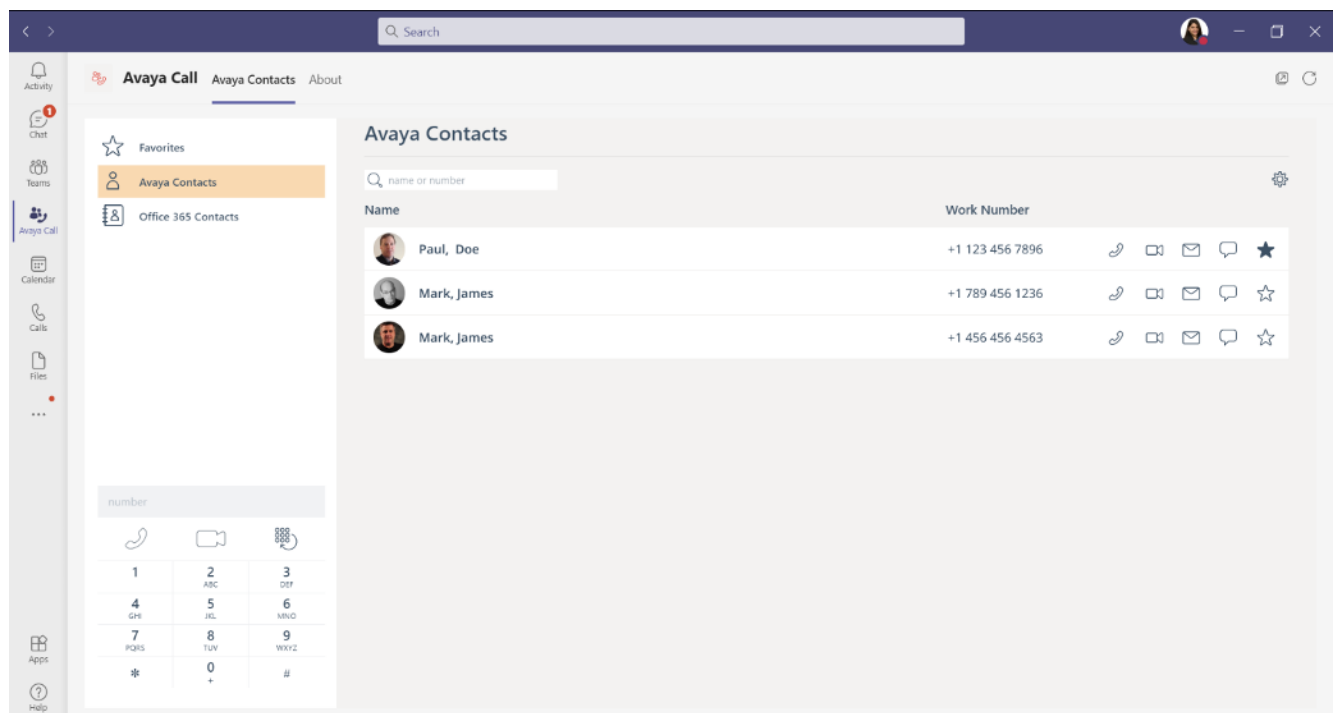 Search
Activity
Avaya Call Avaya Contacts About
1
Chat
Favorites
Avaya Contacts
Teams
Avaya Contacts
name or number
Avaya Call
Office 365 Contacts
Name Work Number
Paul, Doe +1 123 456 7896
Calendar
Mark, James +1 789 456 1236
Calls
Mark, James +1 456 456 4563
Files
...
number
1 2 3
ABC DEF
4 5 6
GHI JKL MNO
7 8 9
PQRS TUV WXYZ
* 0 #
+
Apps
Help